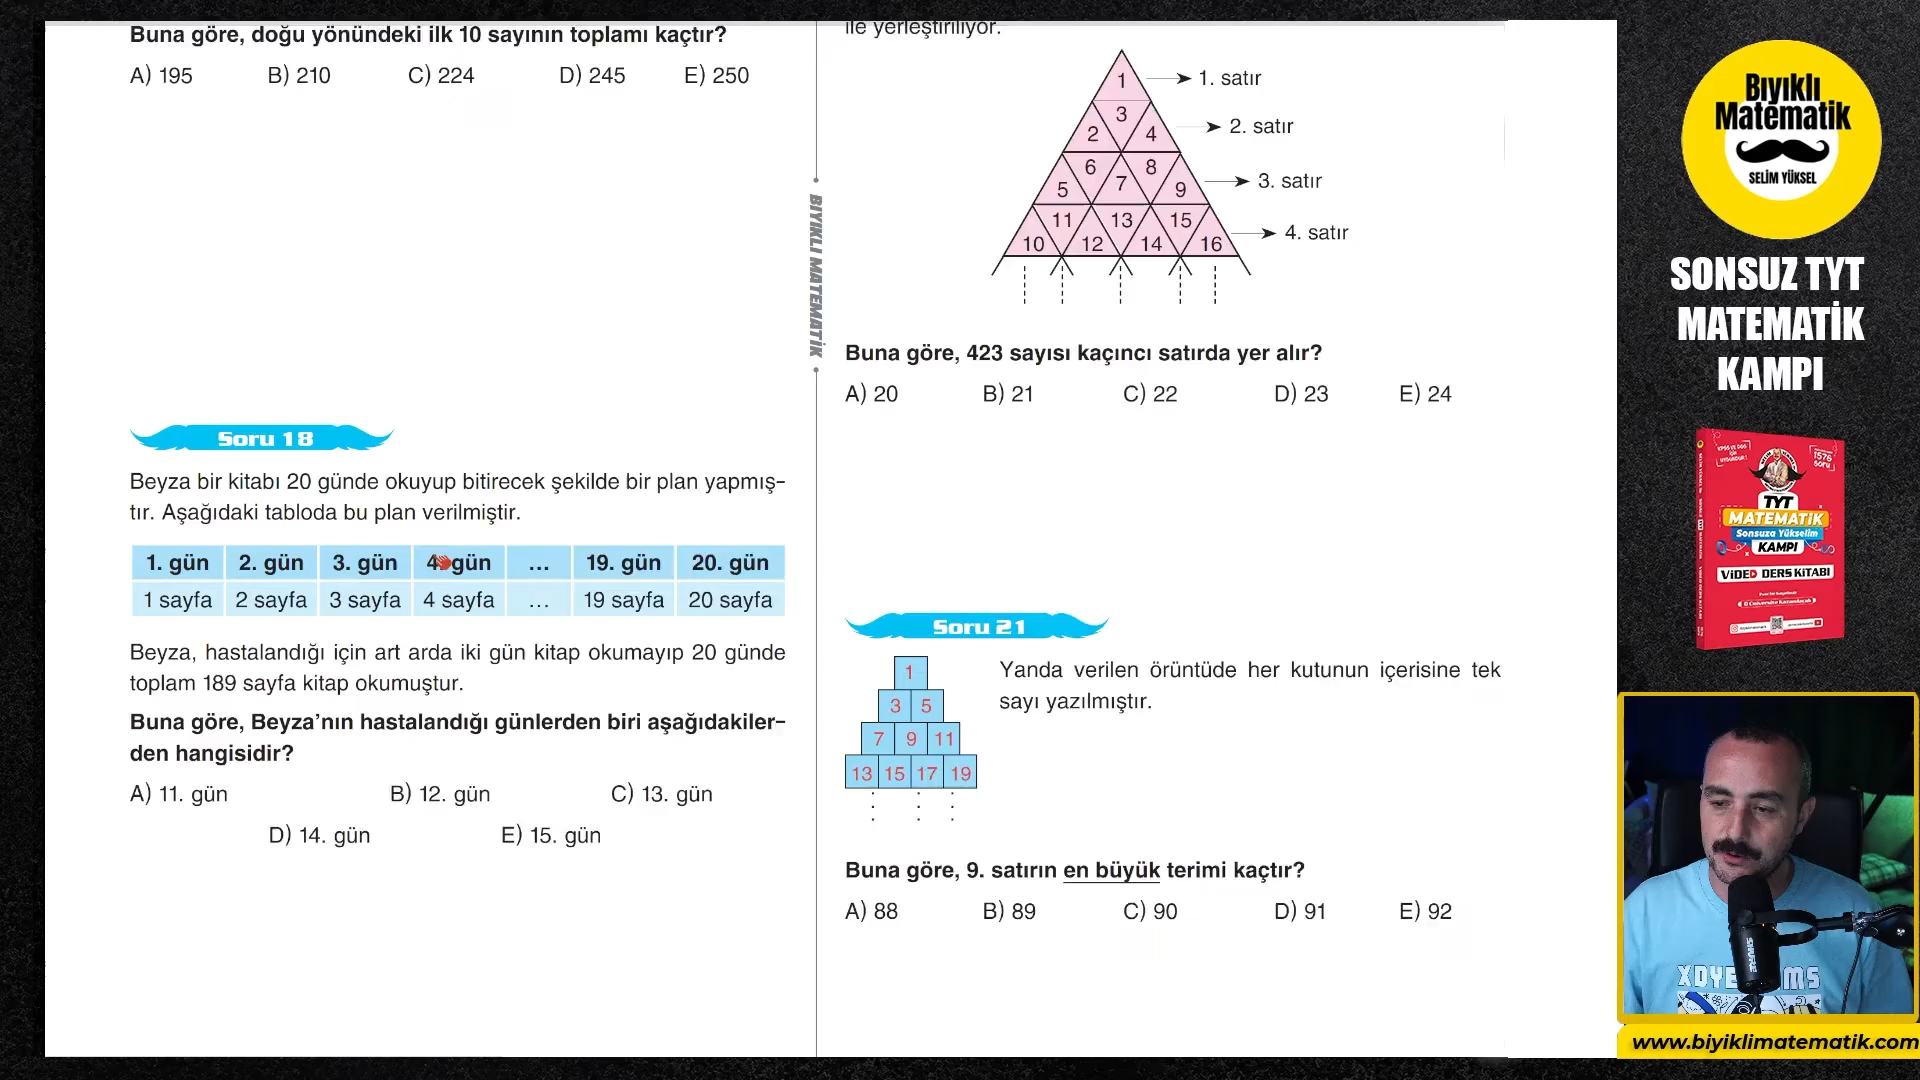 Buna göre, doğu yönündeki ilk 10 sayının toplamı kaçtır?
A) 195 B) 210 C) 224 D) 245 E) 250
Soru 18
Beyza bir kitabı 20 günde okuyup bitirecek şekilde bir plan yapmış-
tır. Aşağıdaki tabloda bu plan verilmiştir.
1. gün 2. gün 3. gün 4. gün ... 19. gün 20. gün
1 sayfa 2 sayfa 3 sayfa 4 sayfa ... 19 sayfa 20 sayfa
Beyza, hastalandığı için art arda iki gün kitap okumayıp 20 günde
toplam 189 sayfa kitap okumuştur.
Buna göre, Beyza'nın hastalandığı günlerden biri aşağıdakiler-
den hangisidir?
A) 11. gün B) 12. gün C) 13. gün
D) 14. gün E) 15. gün
BIYIKLI MATEMATİK
ile yerleştiriliyor.
1 1. satır
3
2 4 2. satır
6 8
5 7 9 3. satır
11 13 15
10 12 14 16 4. satır
Buna göre, 423 sayısı kaçıncı satırda yer alır?
A) 20 B) 21 C) 22 D) 23 E) 24
Soru 21
1
3 5
7 9 11
13 15 17 19
Yanda verilen örüntüde her kutunun içerisine tek
sayı yazılmıştır.
Buna göre, 9. satırın en büyük terimi kaçtır?
A) 88 B) 89 C) 90 D) 91 E) 92
Bıyıklı
Matematik
SELİM YÜKSEL
SONSUZ TYT
MATEMATİK
KAMPI
1576
Soru
TYT
MATEMATİK
Sonsuza Yükselim
KAMPI
VİDEO DERS KİTABI
SHURE
www.biyiklimatematik.com